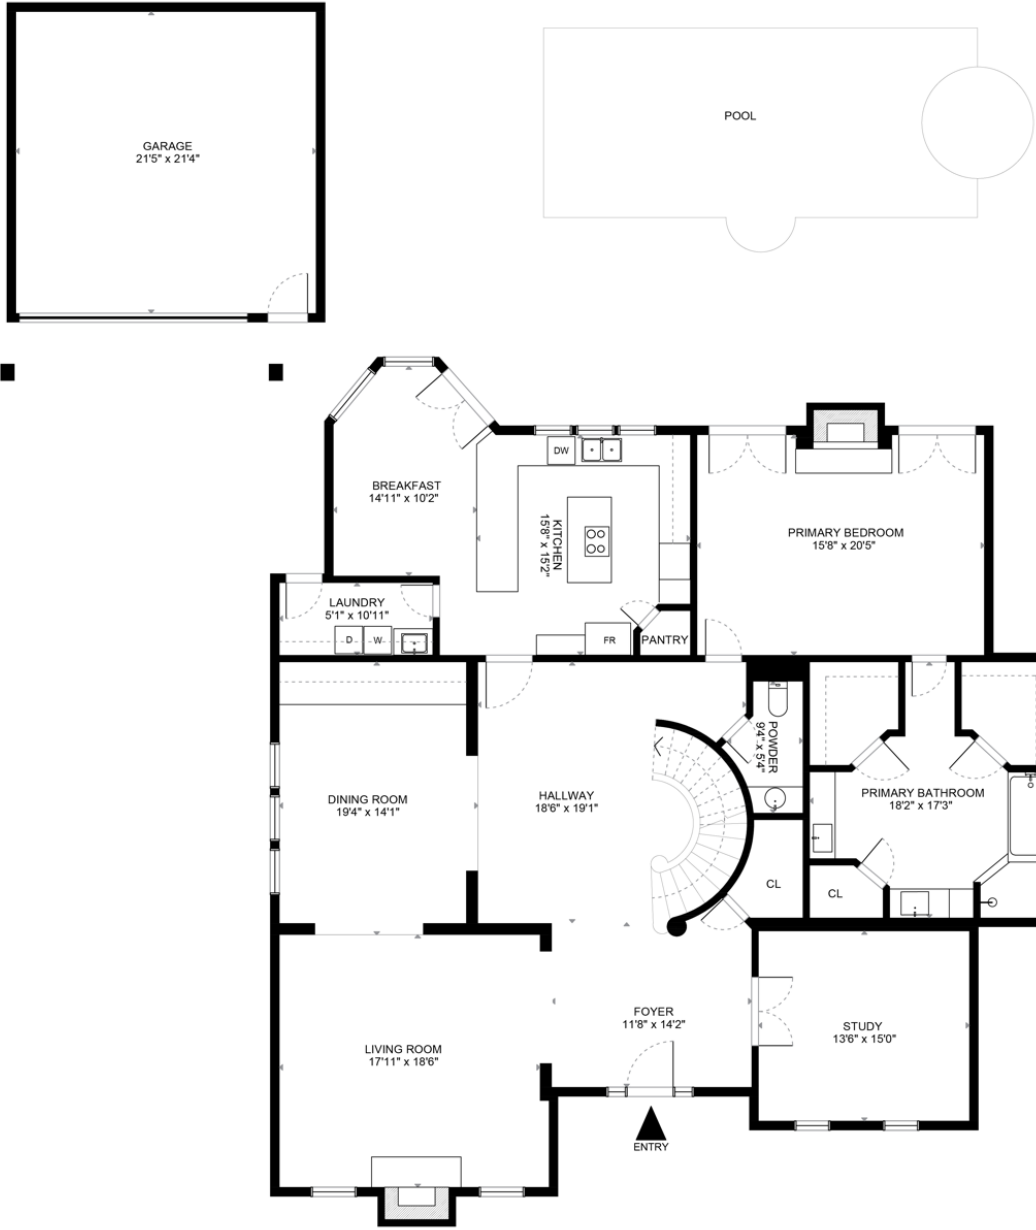 GARAGE
21'5" x 21'4"
POOL
BREAKFAST
14'11" x 10'2"
DW
KITCHEN
15'8" x 15'2"
PRIMARY BEDROOM
15'8" x 20'5"
LAUNDRY
5'1" x 10'11"
D
W
FR
PANTRY
POWDER
9'4" x 5'4"
DINING ROOM
19'4" x 14'1"
HALLWAY
18'6" x 19'1"
PRIMARY BATHROOM
18'2" x 17'3"
CL
CL
FOYER
11'8" x 14'2"
STUDY
13'6" x 15'0"
LIVING ROOM
17'11" x 18'6"
ENTRY